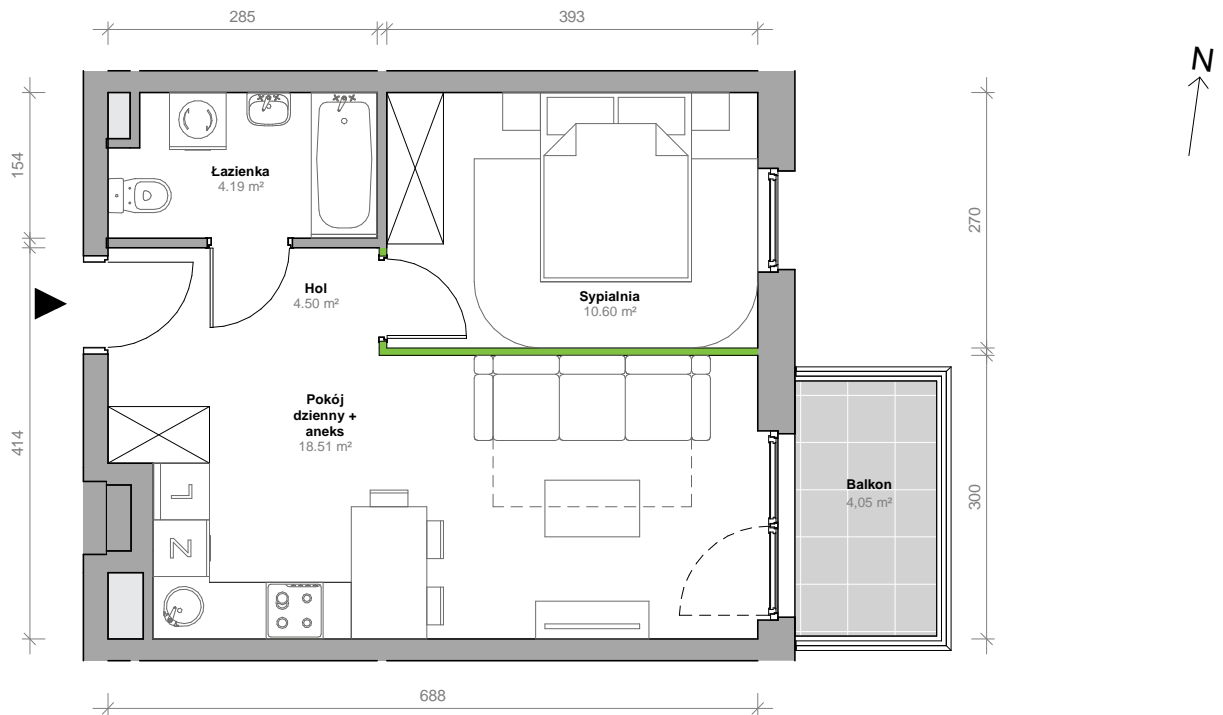 285
393
N
154
Łazienka
4.19 m²
270
Hol
4.50 m²
Sypialnia
10.60 m²
Pokój
dzienny +
aneks
18.51 m²
414
L
Z
Balkon
4,05 m²
300
688